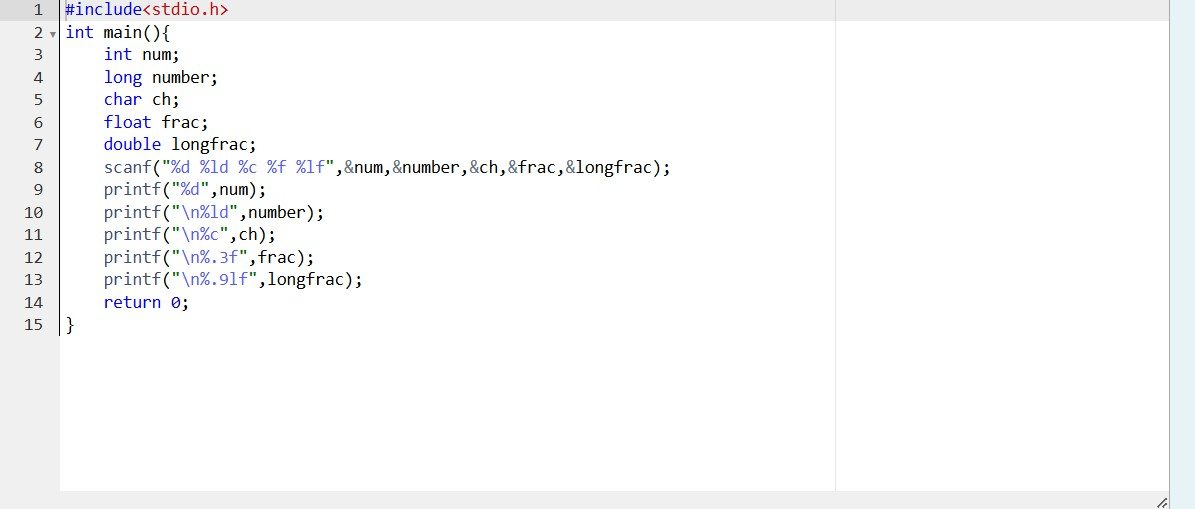 1 #include<stdio.h>
2 int main(){
3     int num;
4     long number;
5     char ch;
6     float frac;
7     double longfrac;
8     scanf("%d %ld %c %f %lf",&num,&number,&ch,&frac,&longfrac);
9     printf("%d",num);
10     printf("\n%ld",number);
11     printf("\n%c",ch);
12     printf("\n%.3f",frac);
13     printf("\n%.9lf",longfrac);
14     return 0;
15 }